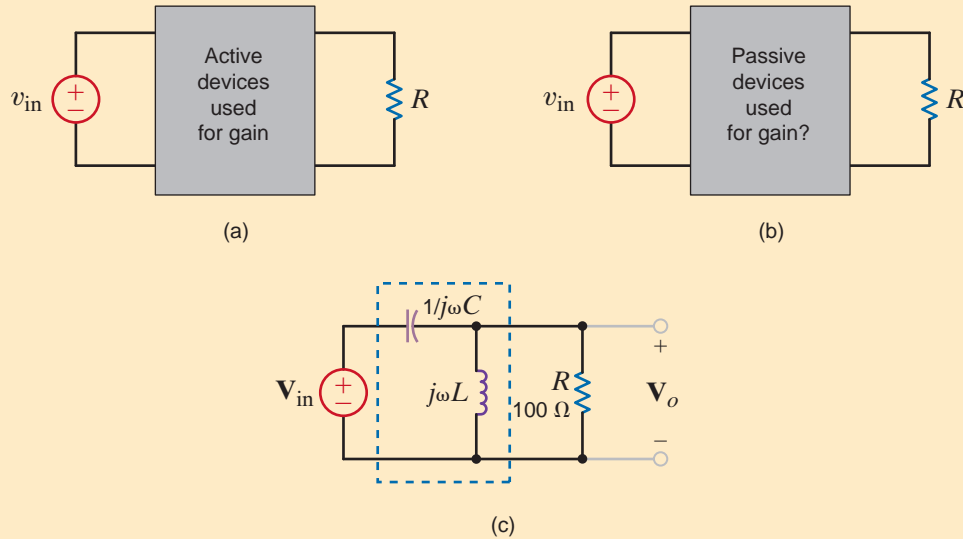 v_in
+
−
Active
devices
used
for gain
R
(a)
v_in
+
−
Passive
devices
used
for gain?
R
(b)
V_in
+
−
1/jωC
jωL
R
100 Ω
+
V_o
−
(c)